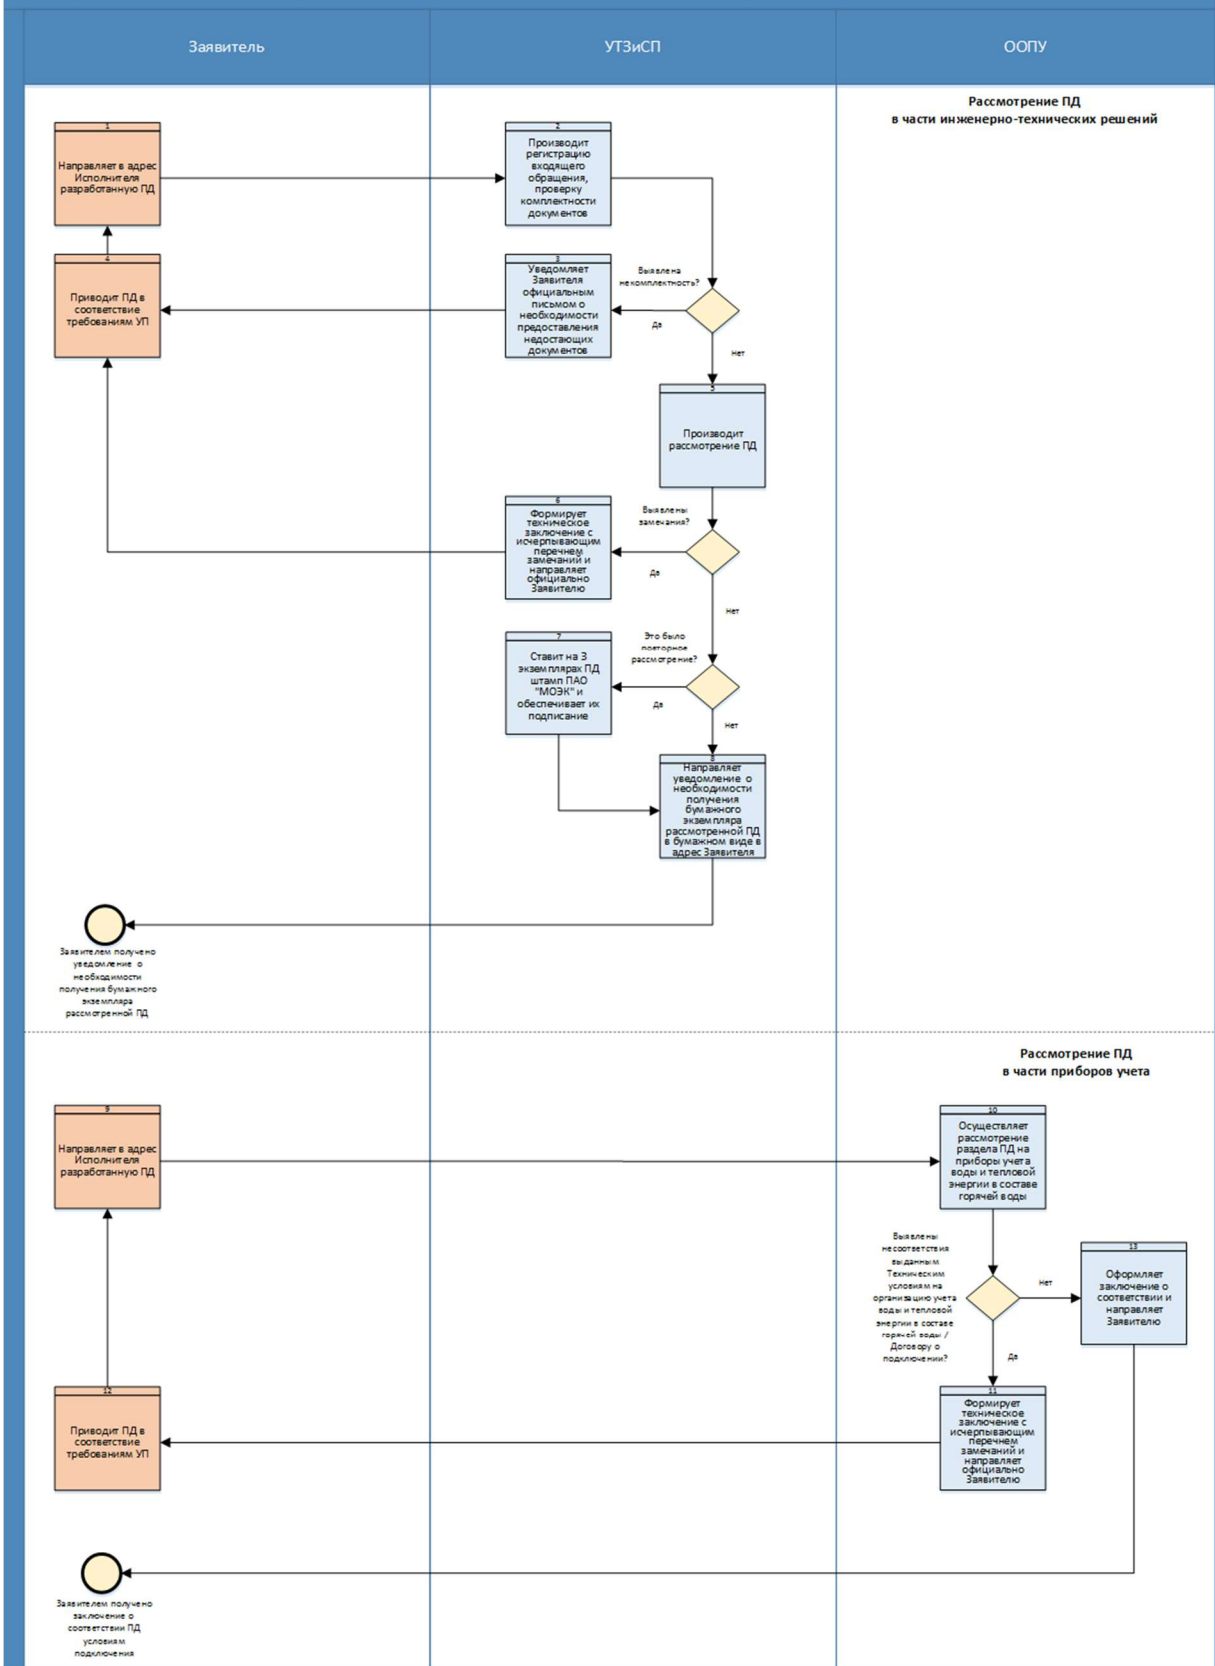 Заявитель
УТЗиСП
ООПУ
Рассмотрение ПД
в части инженерно-технических решений
1
Направляет в адрес
Исполнителя
разработанную ПД
2
Производит
регистрацию
входящего
обращения,
проверку
комплектности
документов
4
Приводит ПД в
соответствие
требованиям УП
3
Уведомляет
Заявителя
официальным
письмом о
необходимости
предоставления
недостающих
документов
Выявлена
некомплектность?
Да
Нет
5
Производит
рассмотрение ПД
6
Формирует
техническое
заключение с
исчерпывающим
перечнем
замечаний и
направляет
официально
Заявителю
Выявлены
замечания?
Да
Нет
7
Ставит на 3
экземплярах ПД
штамп ПАО
"МОЭК" и
обеспечивает их
подписание
Это было
повторное
рассмотрение?
Да
Нет
8
Направляет
уведомление о
необходимости
получения
бумажного
экземпляра
рассмотренной ПД
в бумажном виде в
адрес Заявителя
Заявителем получено
уведомление о
необходимости
получения бумажного
экземпляра
рассмотренной ПД
Рассмотрение ПД
в части приборов учета
9
Направляет в адрес
Исполнителя
разработанную ПД
10
Осуществляет
рассмотрение
раздела ПД на
приборы учета
воды и тепловой
энергии в составе
горячей воды
Выявлены
несоответствия
выданным
Техническим
условиям на
организацию учета
воды и тепловой
энергии в составе
горячей воды /
Договору о
подключении?
Нет
Да
13
Оформляет
заключение о
соответствии и
направляет
Заявителю
12
Приводит ПД в
соответствие
требованиям УП
11
Формирует
техническое
заключение с
исчерпывающим
перечнем
замечаний и
направляет
официально
Заявителю
Заявителем получено
заключение о
соответствии ПД
условиям
подключения